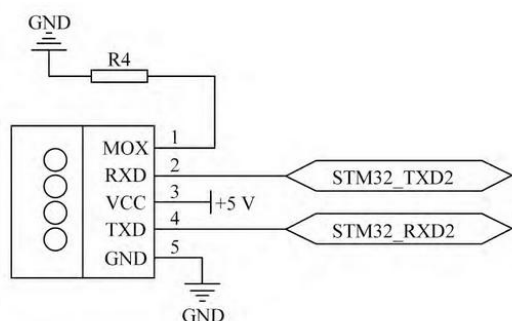 GND
R4
MOX 1
RXD 2 STM32_TXD2
VCC 3 +5 V
TXD 4 STM32_RXD2
GND 5
GND